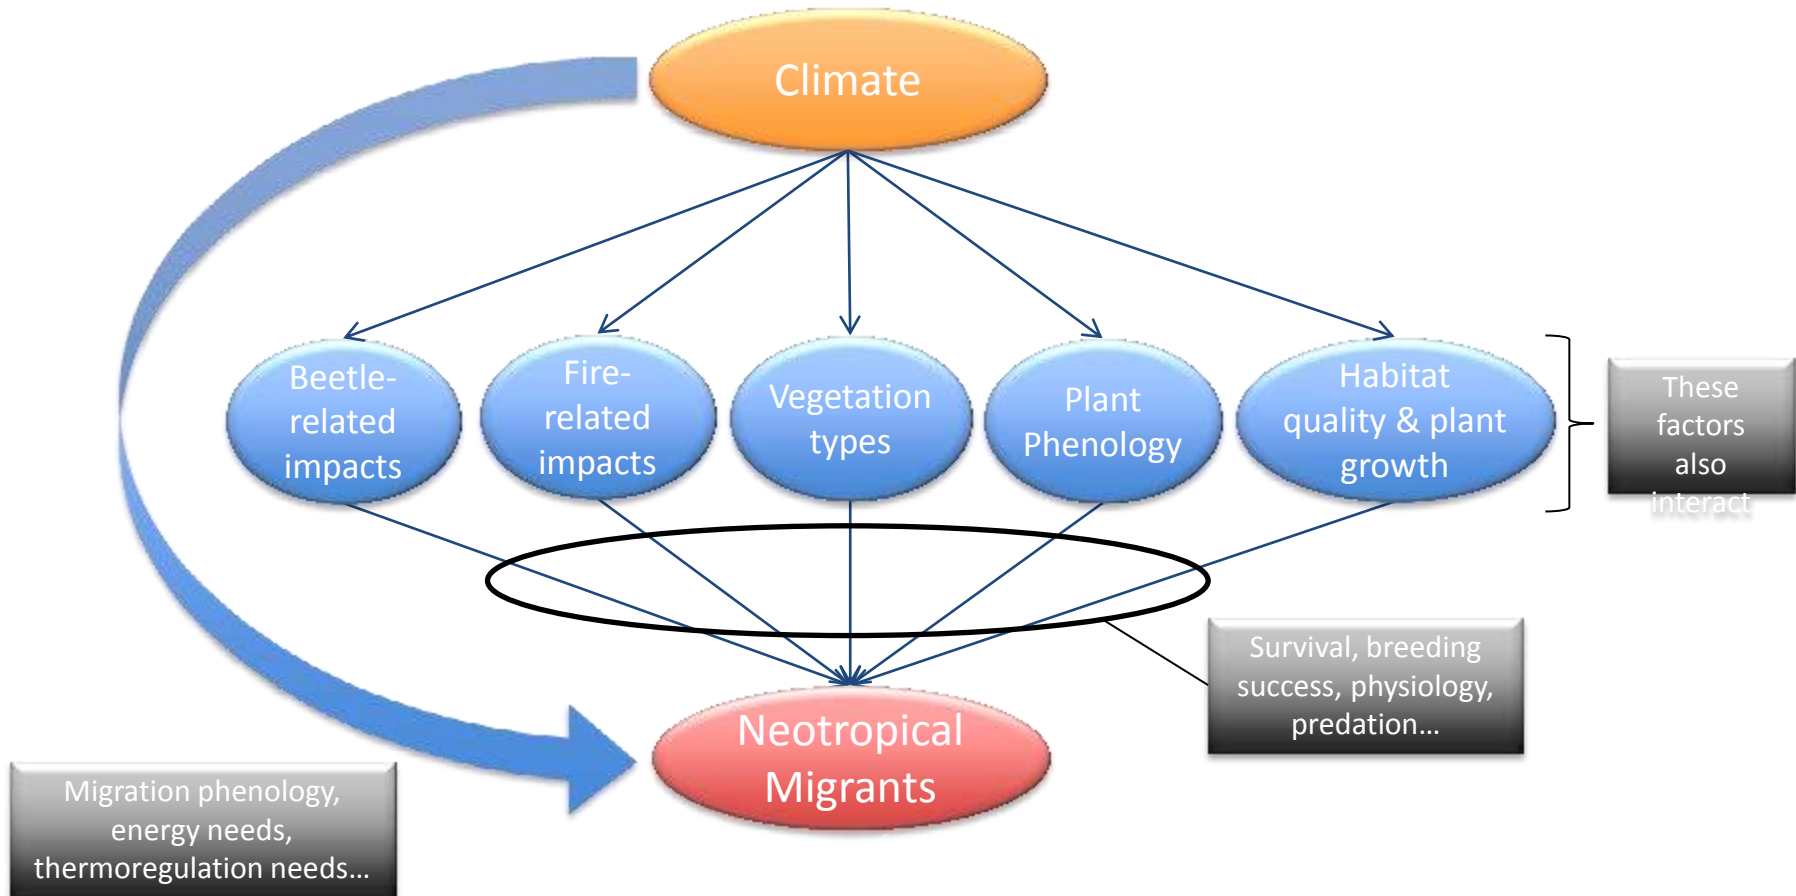 Climate
Beetle-
related
impacts
Fire-
related
impacts
Vegetation
types
Plant
Phenology
Habitat
quality & plant
growth
These
factors
also
interact
Survival, breeding
success, physiology,
predation…
Neotropical
Migrants
Migration phenology,
energy needs,
thermoregulation needs…